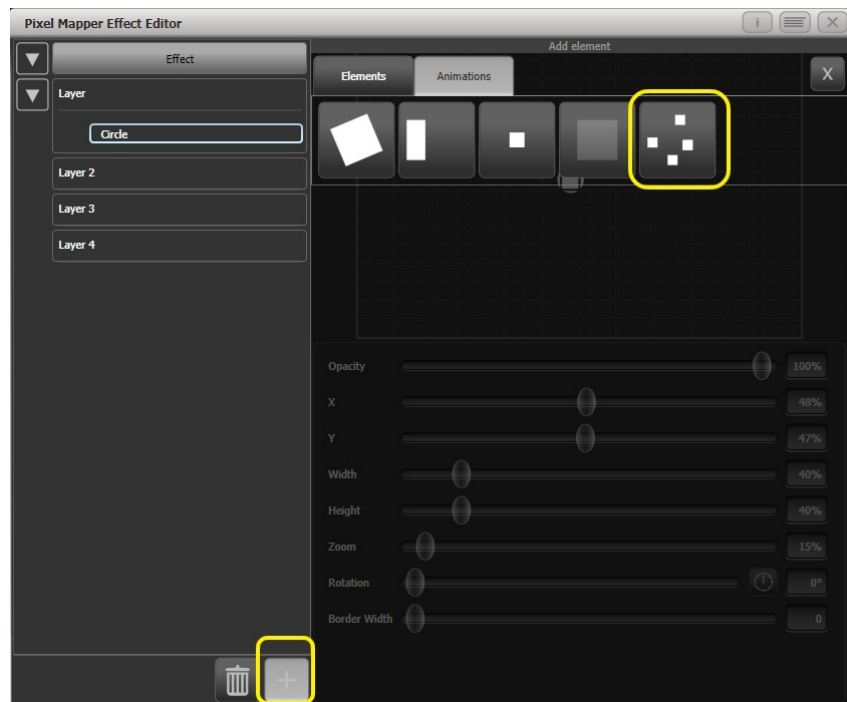 Pixel Mapper Effect Editor
i
X
Effect
Add element
Elements
Animations
X
Layer
Circle
Layer 2
Layer 3
Layer 4
Opacity 100%
X 48%
Y 47%
Width 40%
Height 40%
Zoom 15%
Rotation 0°
Border Width 0
+